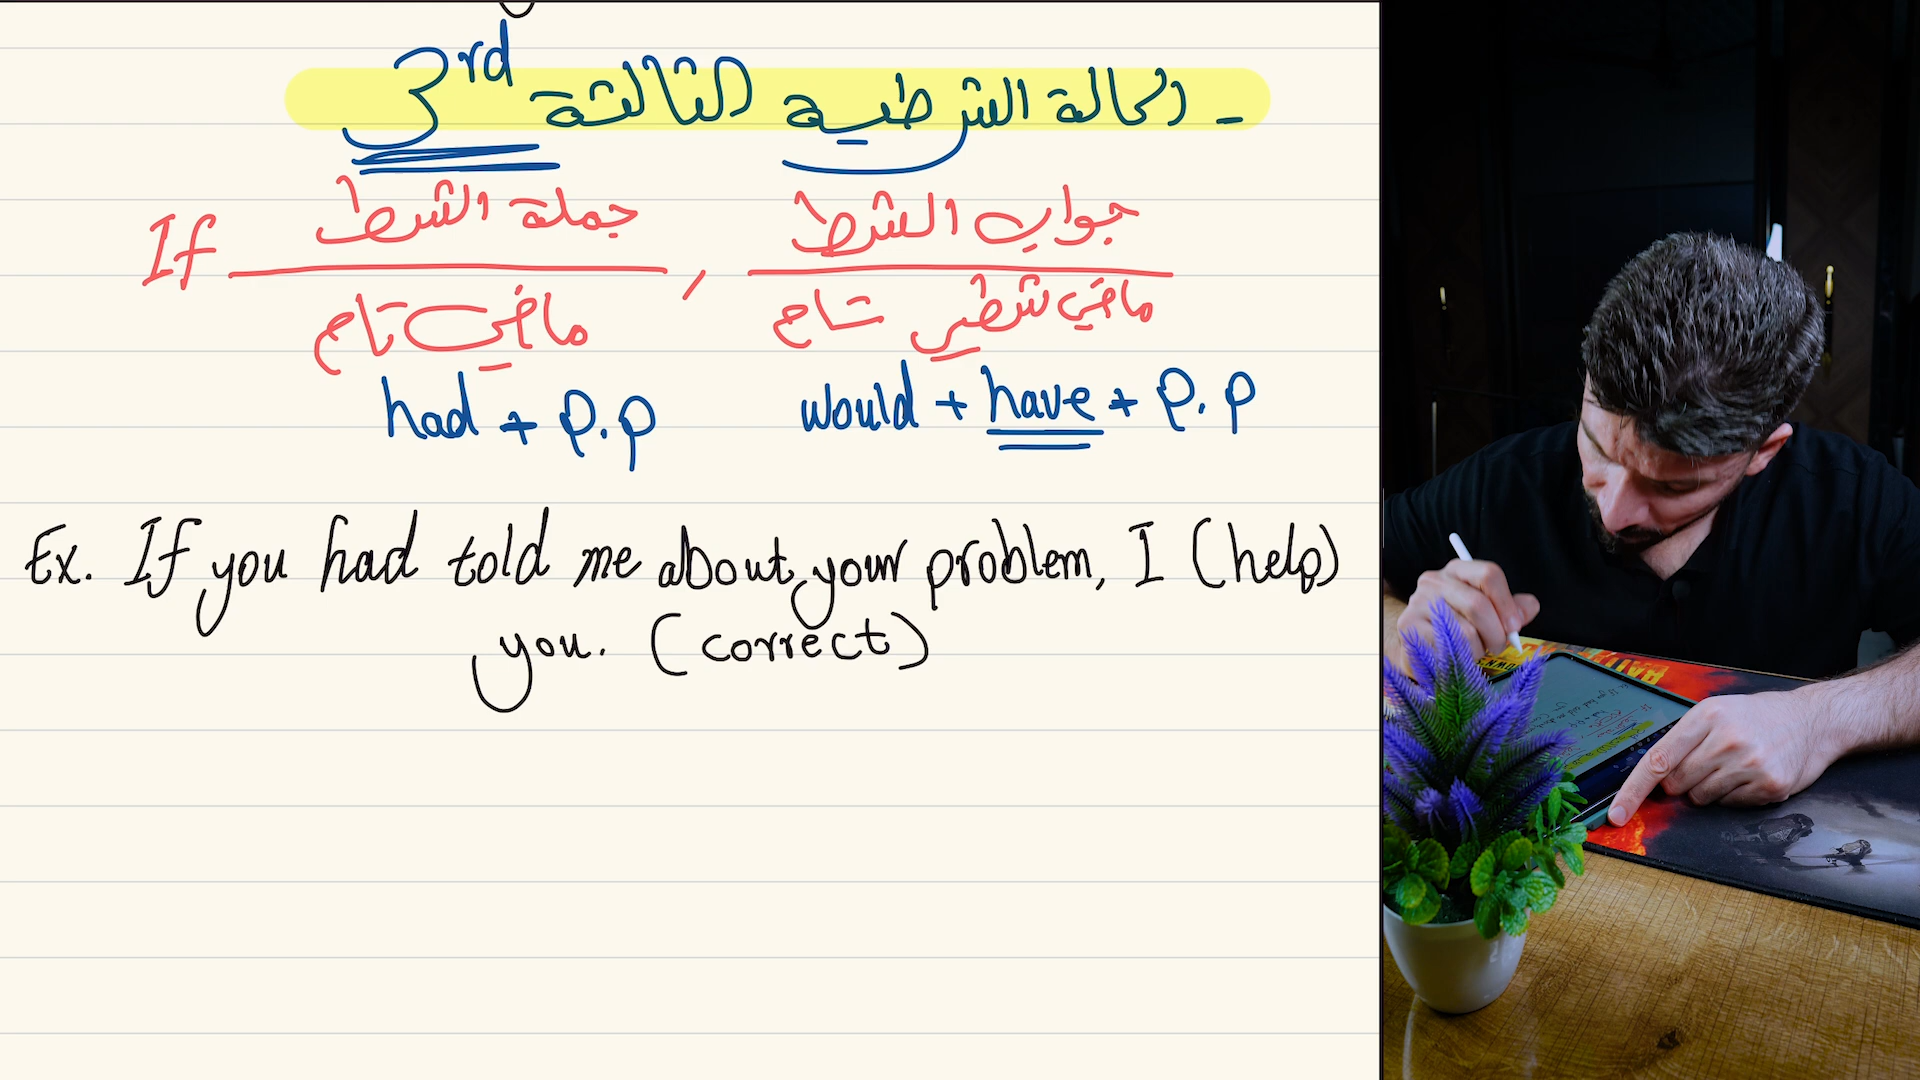 - الحالة الشرطية الثالثة 3rd
If جملة الشرط , جواب الشرط
ماضي تام ماضي شرطي تام
had + p.p would + have + p.p
Ex. If you had told me about your problem, I (help)
you. (correct)